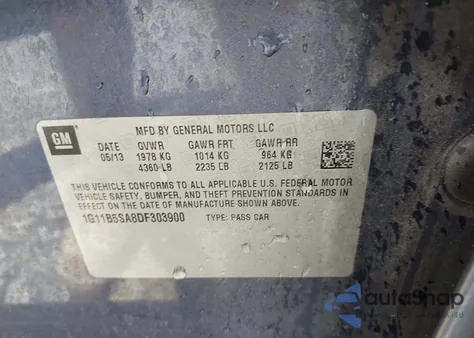 GM
MFD.BY GENERAL MOTORS LLC
DATE GVWR GAWR FRT GAWR RR
05/13 1978 KG 1014 KG 964 KG
4360 LB 2235 LB 2125 LB
THIS VEHICLE CONFORMS TO ALL APPLICABLE U.S. FEDERAL MOTOR
VEHICLE SAFETY, BUMPER, AND THEFT PREVENTION STANDARDS IN
EFFECT ON THE DATE OF MANUFACTURE SHOWN ABOVE.
1G11B5SA8DF303900 TYPE: PASS CAR
autoSnap